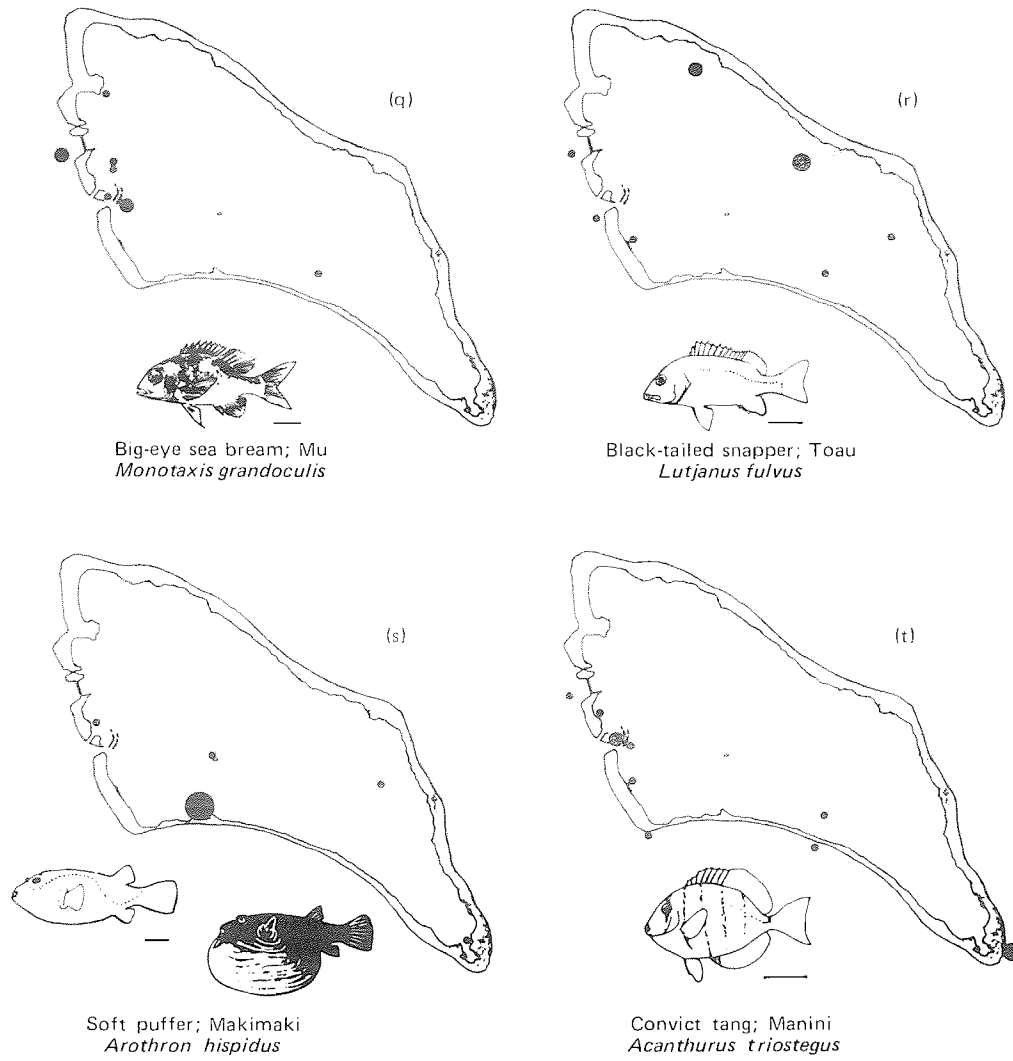 (q)
Big-eye sea bream; Mu
Monotaxis grandoculis
(r)
Black-tailed snapper; Toau
Lutjanus fulvus
(s)
Soft puffer; Makimaki
Arothron hispidus
(t)
Convict tang; Manini
Acanthurus triostegus